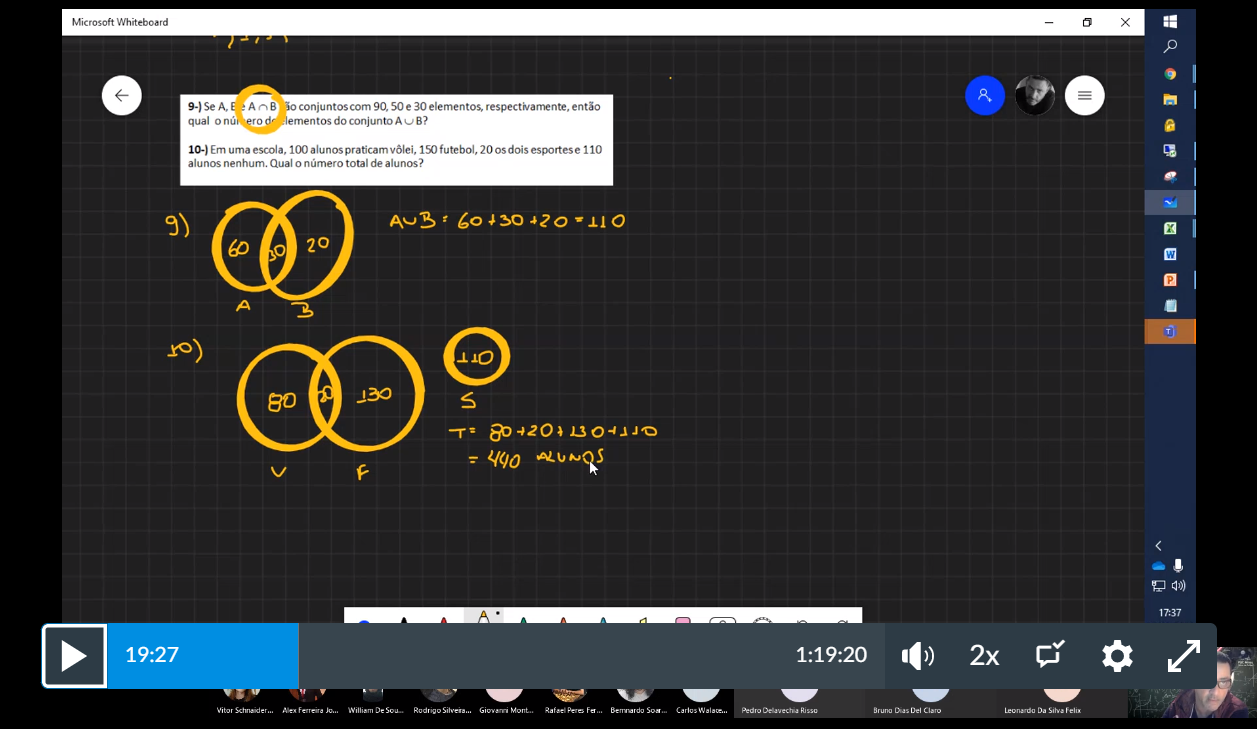 Microsoft Whiteboard
9-) Se A, B e A ∩ B são conjuntos com 90, 50 e 30 elementos, respectivamente, então
qual o número de elementos do conjunto A ∪ B?
10-) Em uma escola, 100 alunos praticam vôlei, 150 futebol, 20 os dois esportes e 110
alunos nenhum. Qual o número total de alunos?
9)
60 30 20
A B
A∪B = 60+30+20 = 110
10)
80 20 130
110
V F
S
T = 80+20+130+110
= 440 ALUNOS
17:37
19:27
1:19:20
2x
Vitor Schnaider... Alex Ferreira Jo... William De Sou... Rodrigo Silveira... Giovanni Mont... Rafael Peres Fer... Bernnardo Soar... Carlos Walace... Pedro Delavechia Risso Bruno Dias Del Claro Leonardo Da Silva Felix